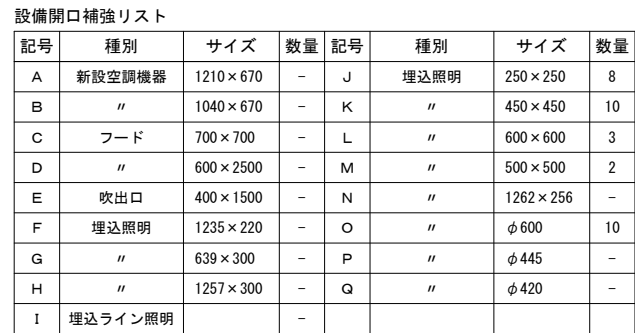 設備開口補強リスト
記号 種別 サイズ 数量 記号 種別 サイズ 数量
A 新設空調機器 1210×670 － J 埋込照明 250×250 8
B 〃 1040×670 － K 〃 450×450 10
C フード 700×700 － L 〃 600×600 3
D 〃 600×2500 － M 〃 500×500 2
E 吹出口 400×1500 － N 〃 1262×256 －
F 埋込照明 1235×220 － O 〃 φ600 10
G 〃 639×300 － P 〃 φ445 －
H 〃 1257×300 － Q 〃 φ420 －
I 埋込ライン照明 －